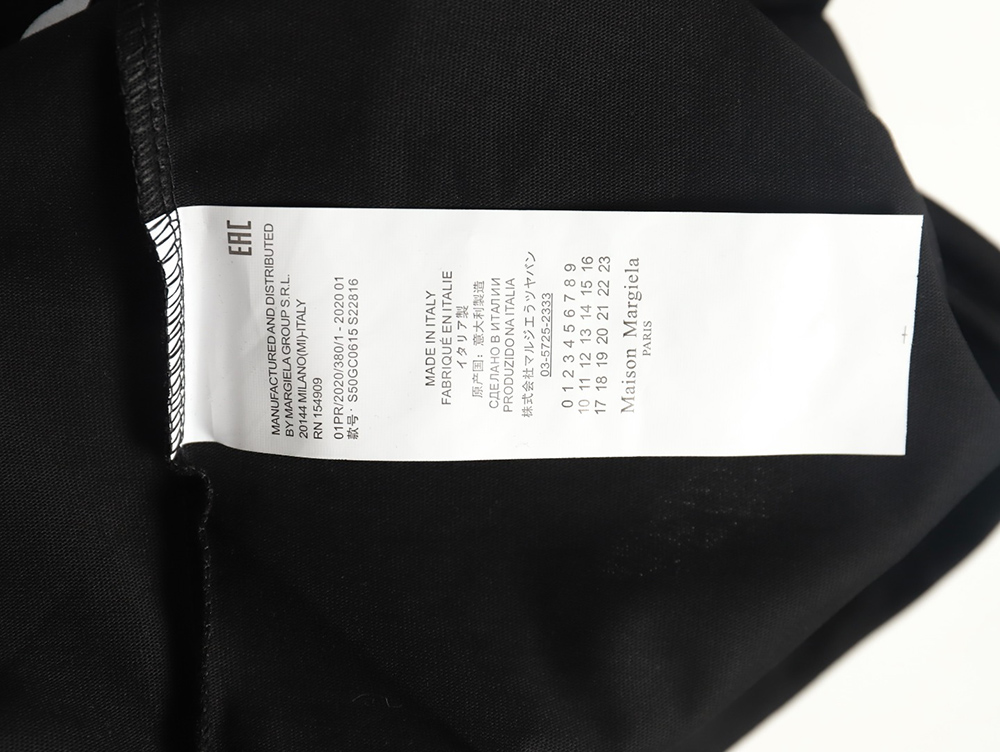 EAC
MANUFACTURED AND DISTRIBUTED
BY MARGIELA GROUP S.R.L.
20144 MILANO(MI)-ITALY
RN 154909
01PR/2020/380/1 - 2020 01
款号: S50GC0615 S22816
MADE IN ITALY
FABRIQUÉ EN ITALIE
イタリア製
原产国: 意大利製造
СДЕЛАНО В ИТАЛИИ
PRODUZIDO NA ITALIA
株式会社マルジエラツヤパン
03-5725-2333
0 1 2 3 4 5 6 7 8 9
10 11 12 13 14 15 16
17 18 19 20 21 22 23
Maison Margiela
PARIS